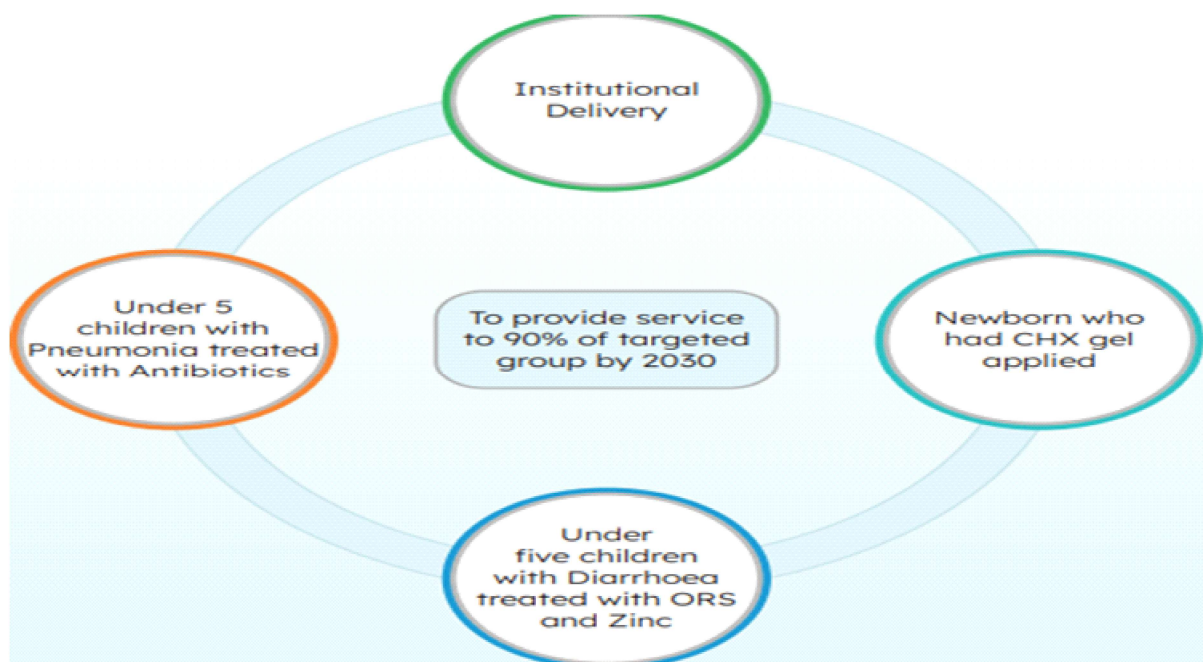 Institutional
Delivery
Under 5
children with
Pneumonia treated
with Antibiotics
To provide service
to 90% of targeted
group by 2030
Newborn who
had CHX gel
applied
Under
five children
with Diarrhoea
treated with ORS
and Zinc